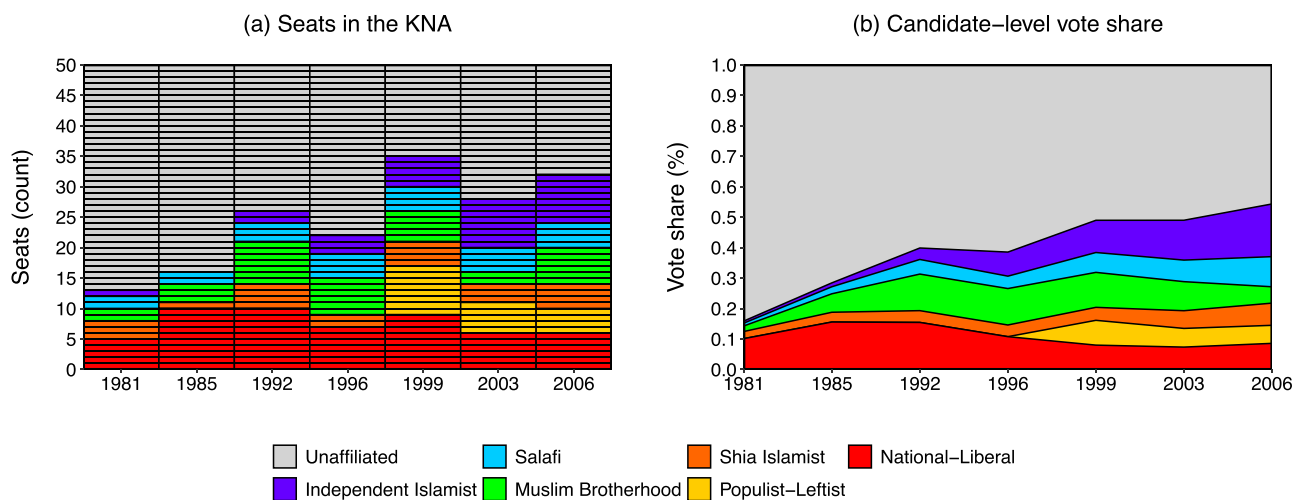 (a) Seats in the KNA
Seats (count)
50
45
40
35
30
25
20
15
10
5
0
1981 1985 1992 1996 1999 2003 2006
(b) Candidate−level vote share
Vote share (%)
1.0
0.9
0.8
0.7
0.6
0.5
0.4
0.3
0.2
0.1
0.0
1981 1985 1992 1996 1999 2003 2006
Unaffiliated Salafi Shia Islamist National−Liberal
Independent Islamist Muslim Brotherhood Populist−Leftist